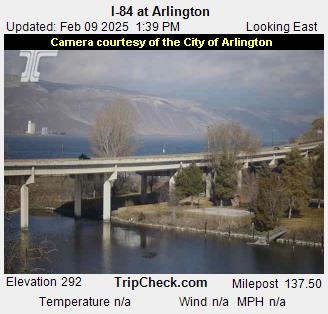 I-84 at Arlington
Updated: Feb 09 2025 1:39 PM Looking East
Camera courtesy of the City of Arlington
Elevation 292 TripCheck.com Milepost 137.50
Temperature n/a Wind n/a MPH n/a